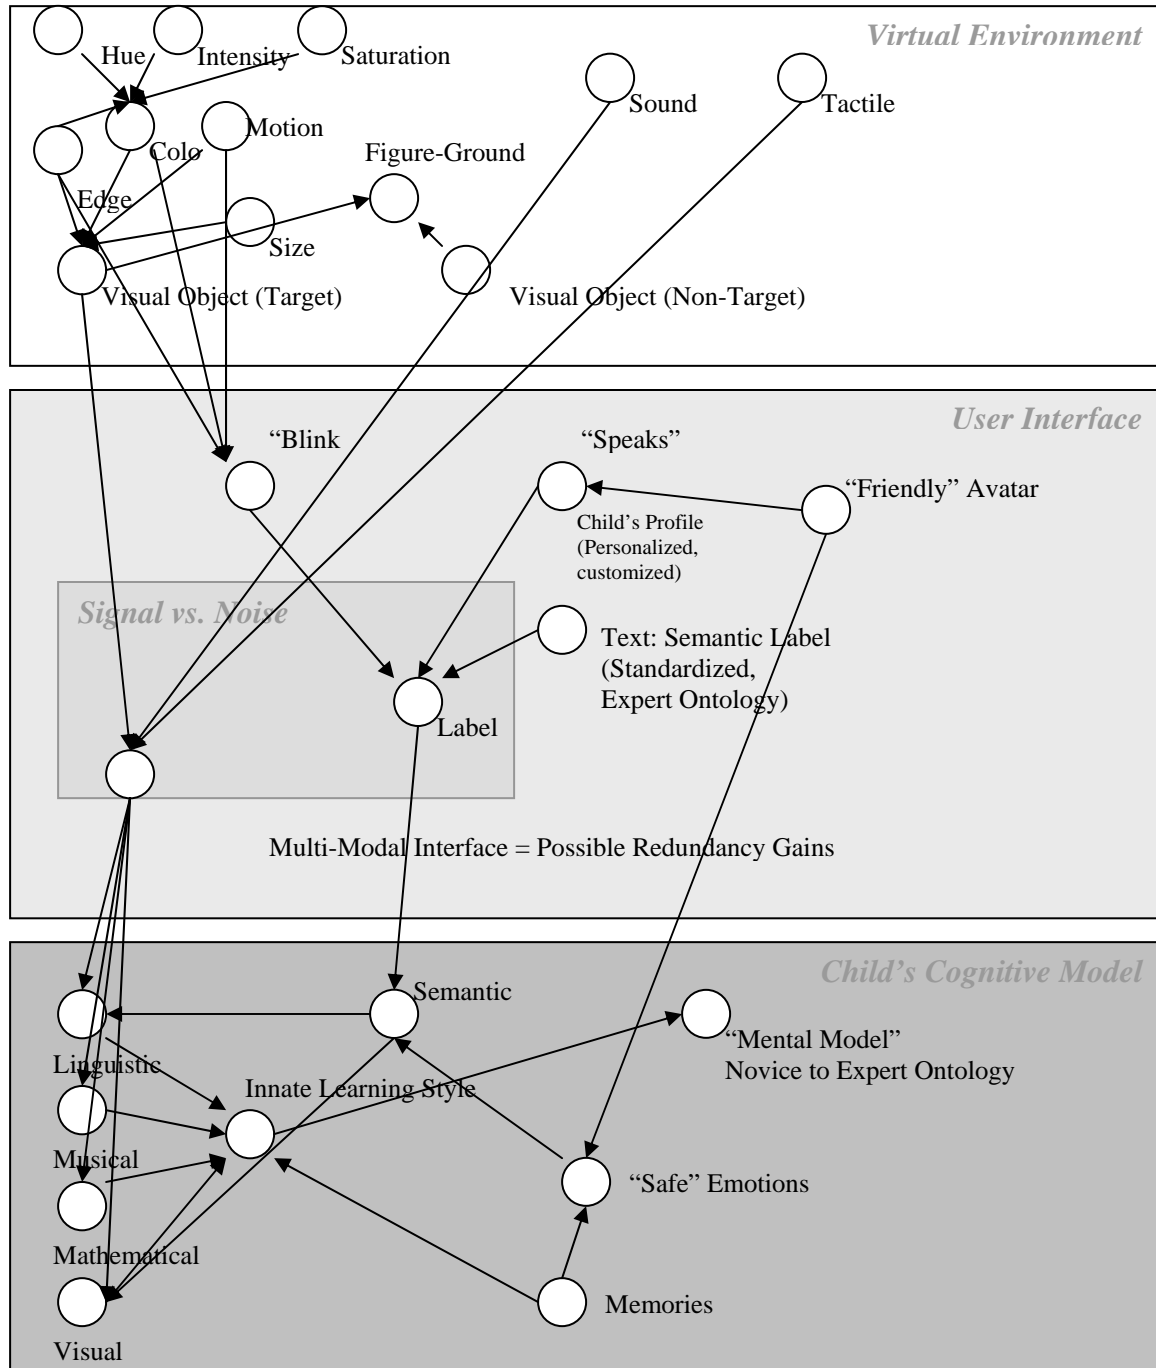 Virtual Environment
Hue
Intensity
Saturation
Sound
Tactile
Colo
Motion
Figure-Ground
Edge
Size
Visual Object (Target)
Visual Object (Non-Target)
User Interface
“Blink
“Speaks”
“Friendly” Avatar
Child’s Profile
(Personalized,
customized)
Signal vs. Noise
Text: Semantic Label
(Standardized,
Expert Ontology)
Label
Multi-Modal Interface = Possible Redundancy Gains
Child’s Cognitive Model
Semantic
“Mental Model”
Novice to Expert Ontology
Linguistic
Innate Learning Style
Musical
“Safe” Emotions
Mathematical
Memories
Visual